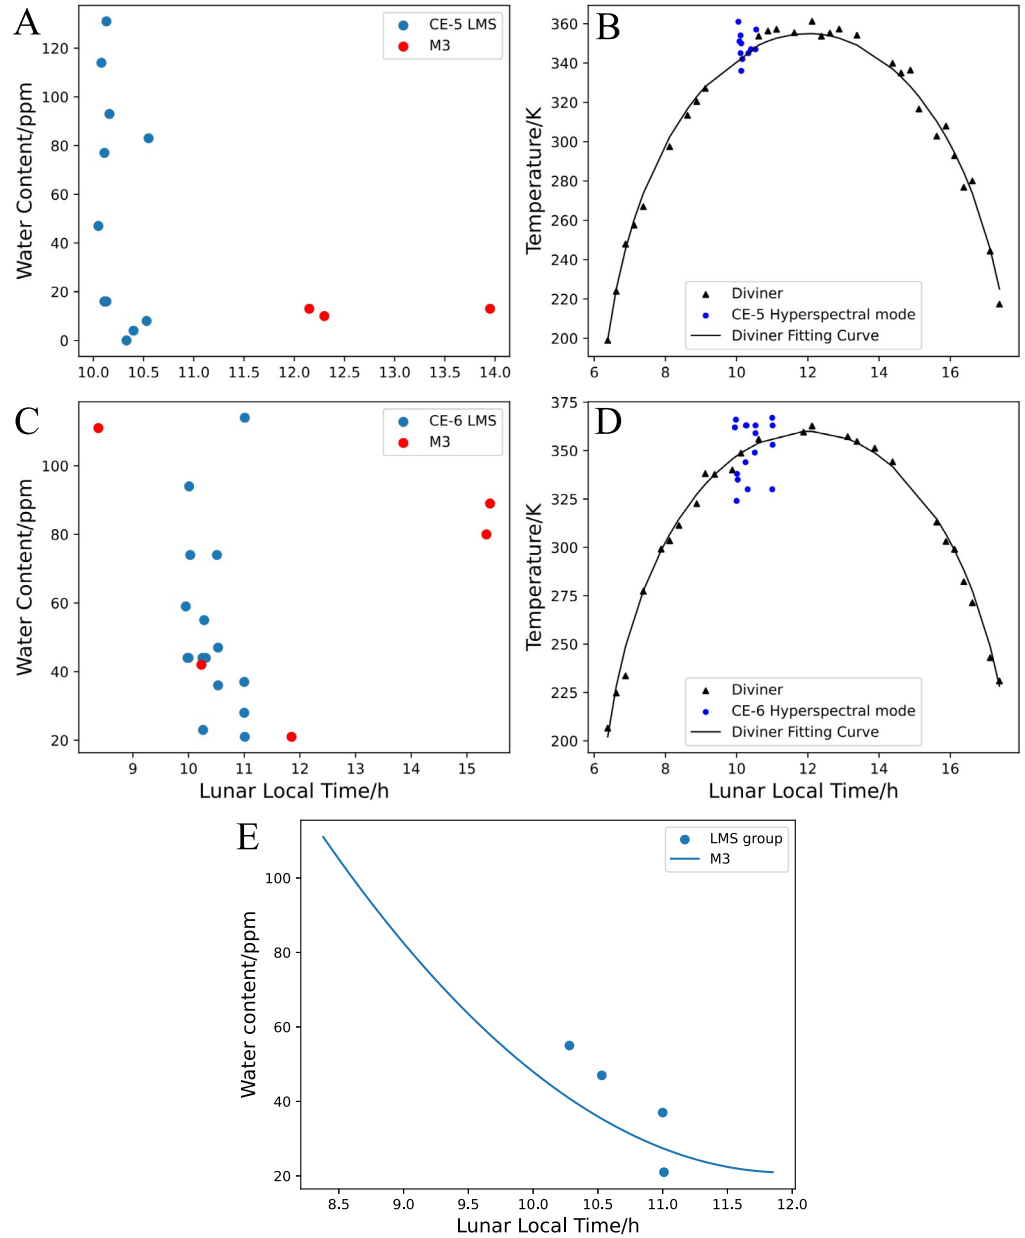 A
CE-5 LMS
M3
Water Content/ppm
120
100
80
60
40
20
0
10.0 10.5 11.0 11.5 12.0 12.5 13.0 13.5 14.0
B
Temperature/K
360
340
320
300
280
260
240
220
200
Diviner
CE-5 Hyperspectral mode
Diviner Fitting Curve
6 8 10 12 14 16
C
CE-6 LMS
M3
Water Content/ppm
100
80
60
40
20
9 10 11 12 13 14 15
Lunar Local Time/h
D
Temperature/K
375
350
325
300
275
250
225
200
Diviner
CE-6 Hyperspectral mode
Diviner Fitting Curve
6 8 10 12 14 16
Lunar Local Time/h
E
LMS group
M3
Water content/ppm
100
80
60
40
20
8.5 9.0 9.5 10.0 10.5 11.0 11.5 12.0
Lunar Local Time/h